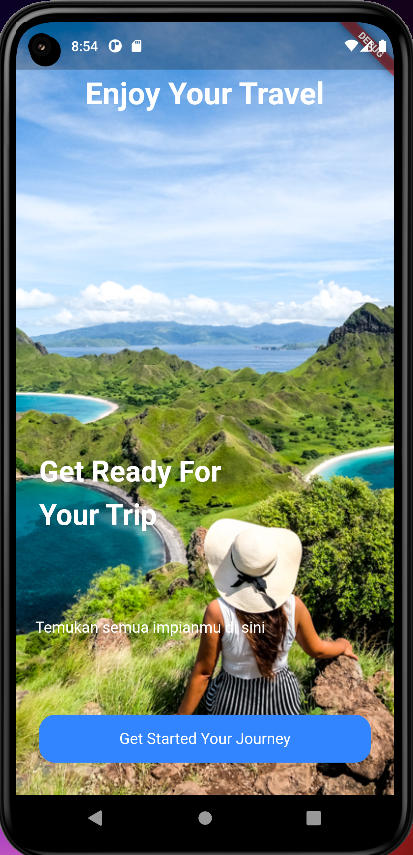 8:54
DEBUG
Enjoy Your Travel
Get Ready For
Your Trip
Temukan semua impianmu di sini
Get Started Your Journey